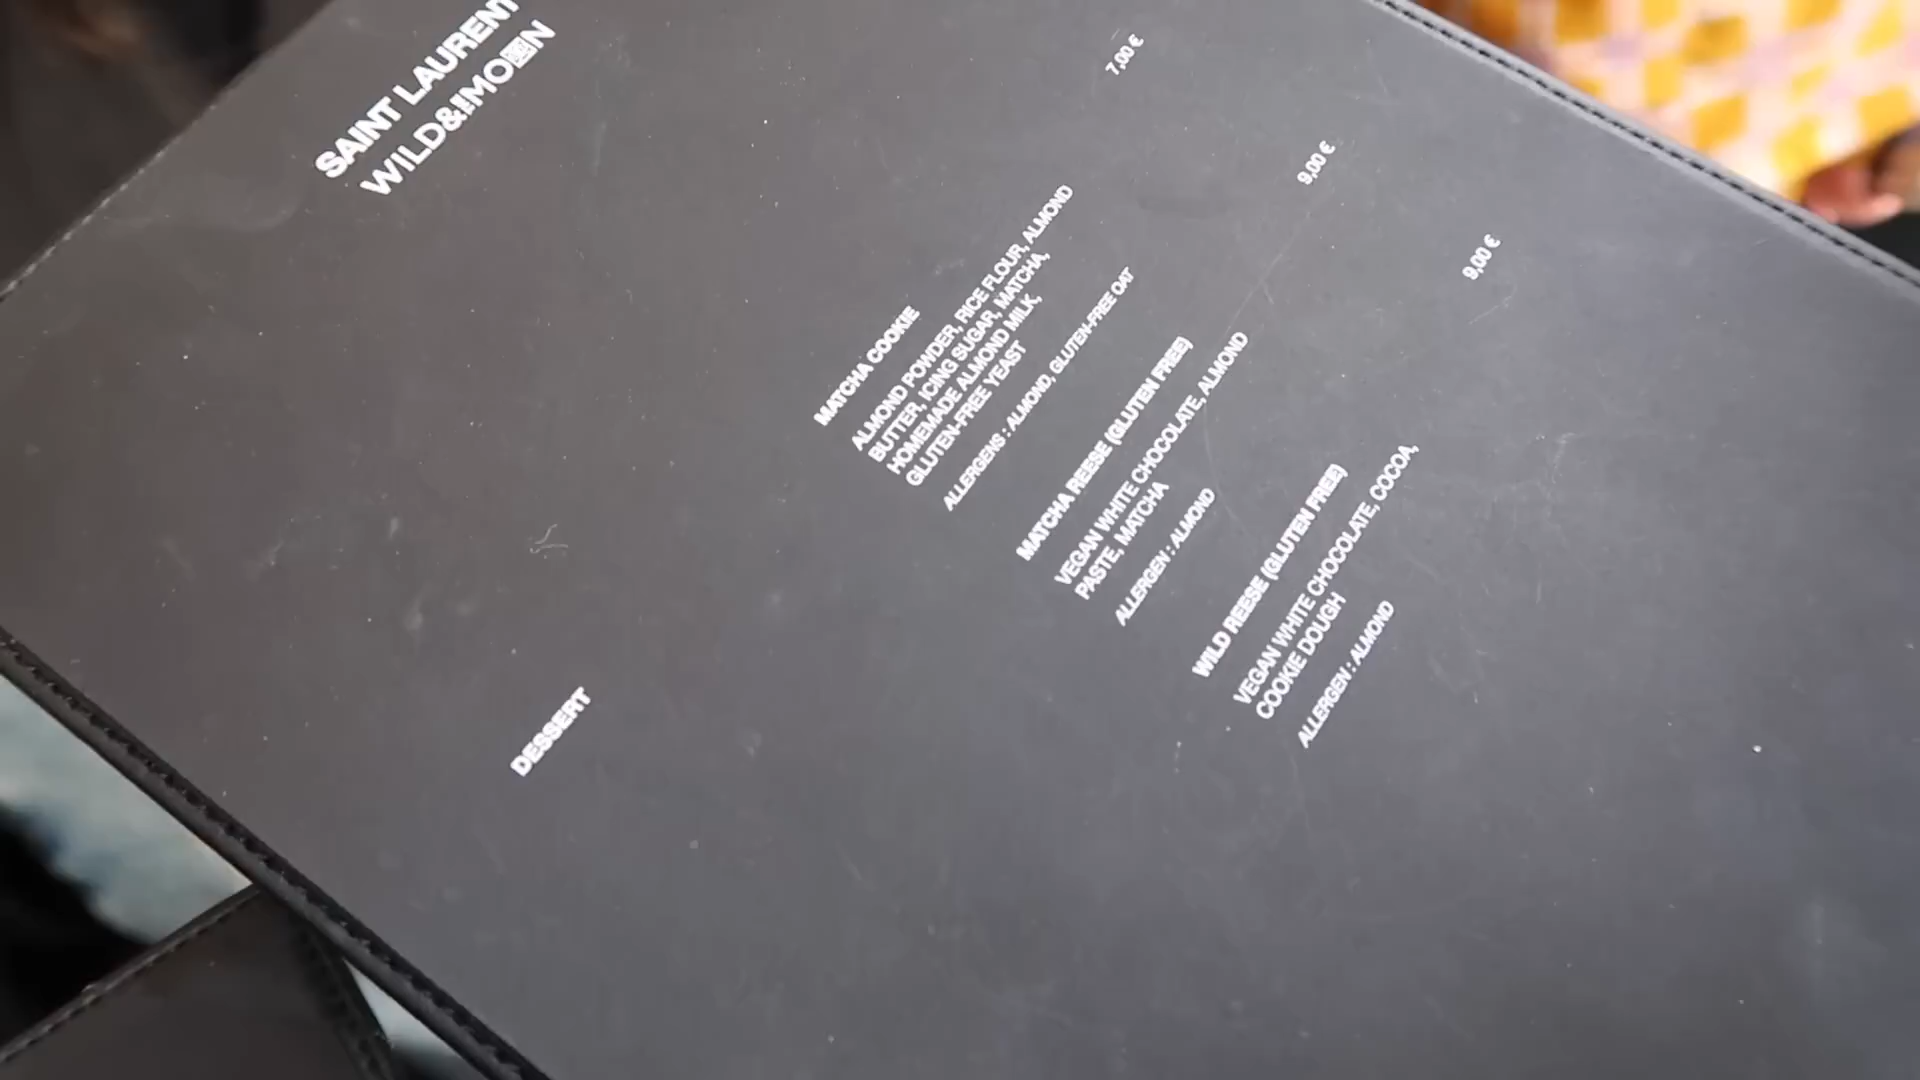 SAINT LAURENT
WILD&
DESSERT
MATCHA COOKIE
7,00 €
ALMOND POWDER, RICE FLOUR, ALMOND
BUTTER, ICING SUGAR, MATCHA,
HOMEMADE ALMOND MILK,
GLUTEN-FREE YEAST
ALLERGENS : ALMOND, GLUTEN-FREE OAT
MATCHA REESE (GLUTEN FREE)
9,00 €
VEGAN WHITE CHOCOLATE, ALMOND
PASTE, MATCHA
ALLERGEN : ALMOND
WILD REESE (GLUTEN FREE)
9,00 €
VEGAN WHITE CHOCOLATE, COCOA,
COOKIE DOUGH
ALLERGEN : ALMOND